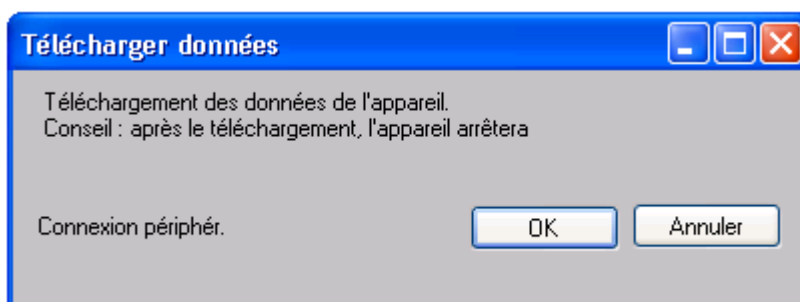 Télécharger données
Téléchargement des données de l'appareil.
Conseil : après le téléchargement, l'appareil arrêtera
Connexion périphér.
OK
Annuler